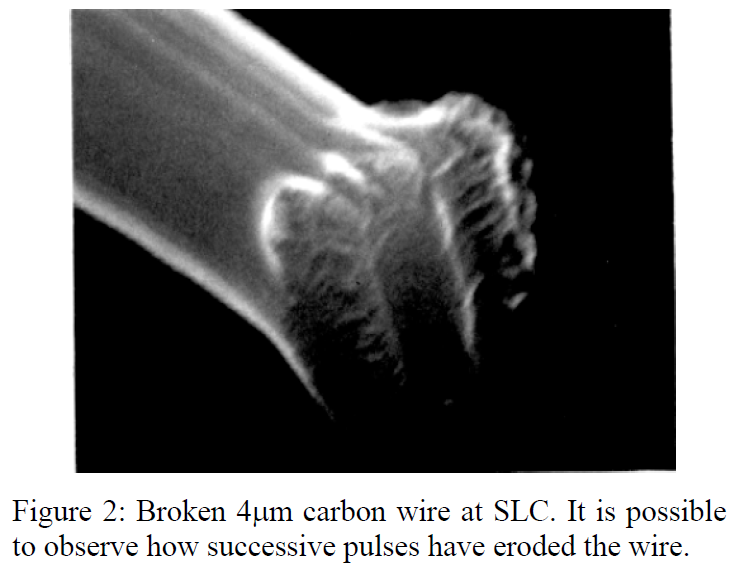 Figure 2: Broken 4μm carbon wire at SLC. It is possible
to observe how successive pulses have eroded the wire.